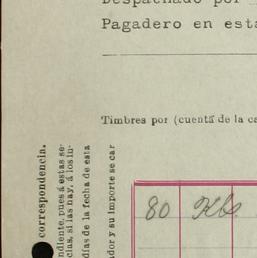 Despachado por
Pagadero en esta
Timbres por (cuenta de la ca
80 Kls
correspondencia.
ndiente, pues á estas se-
cias, si las hay, á los in-
días de la fecha de esta
ador y su importe se car